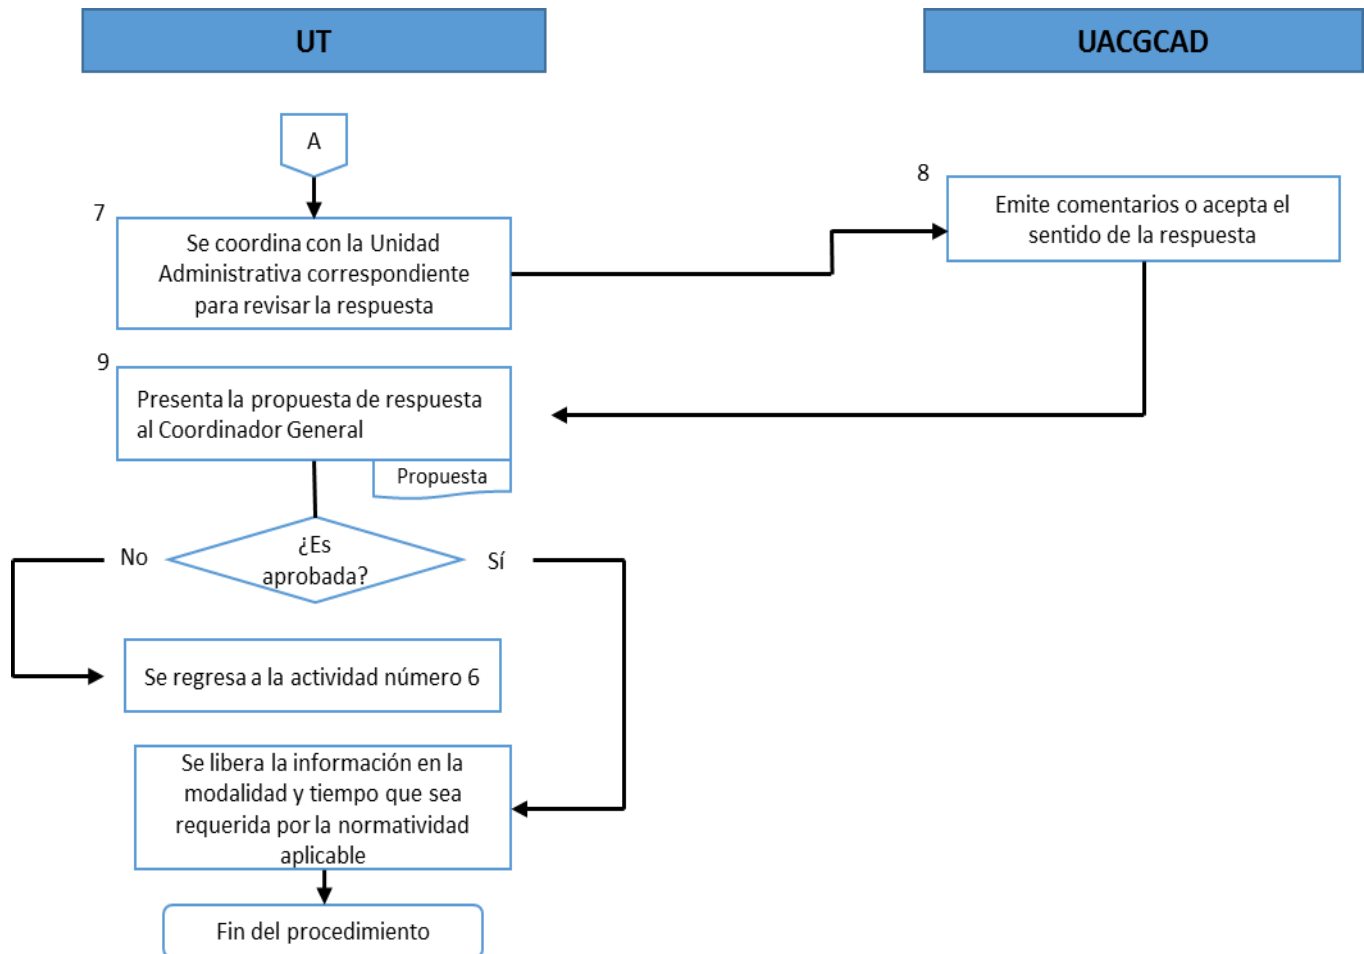 UT
UACGCAD
A
7
Se coordina con la Unidad
Administrativa correspondiente
para revisar la respuesta
8
Emite comentarios o acepta el
sentido de la respuesta
9
Presenta la propuesta de respuesta
al Coordinador General
Propuesta
¿Es
aprobada?
No
Sí
Se regresa a la actividad número 6
Se libera la información en la
modalidad y tiempo que sea
requerida por la normatividad
aplicable
Fin del procedimiento